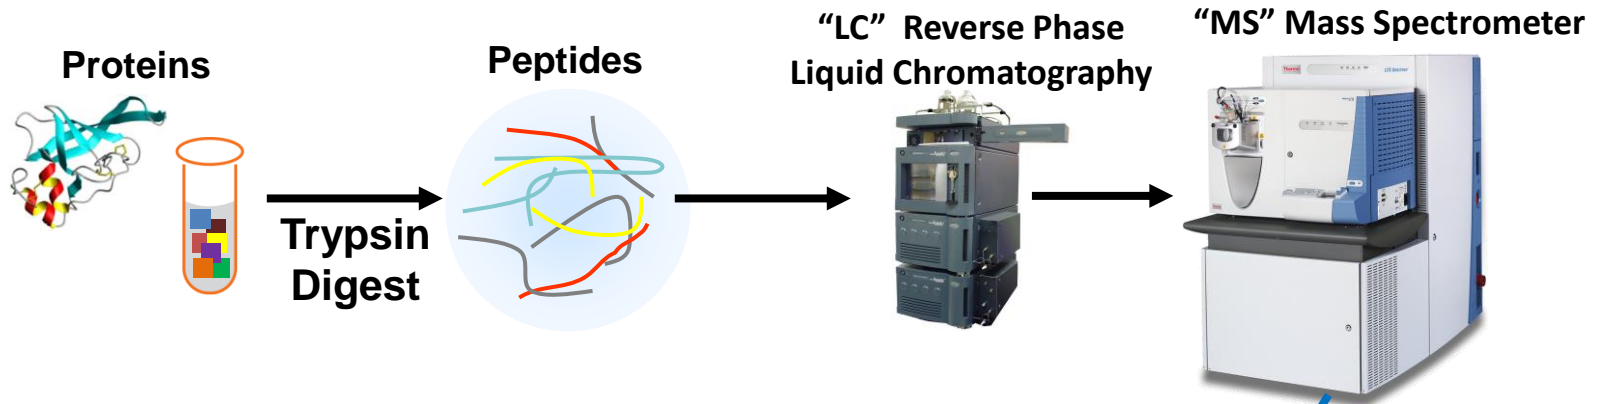 Proteins
Trypsin
Digest
Peptides
“LC” Reverse Phase
Liquid Chromatography
“MS” Mass Spectrometer